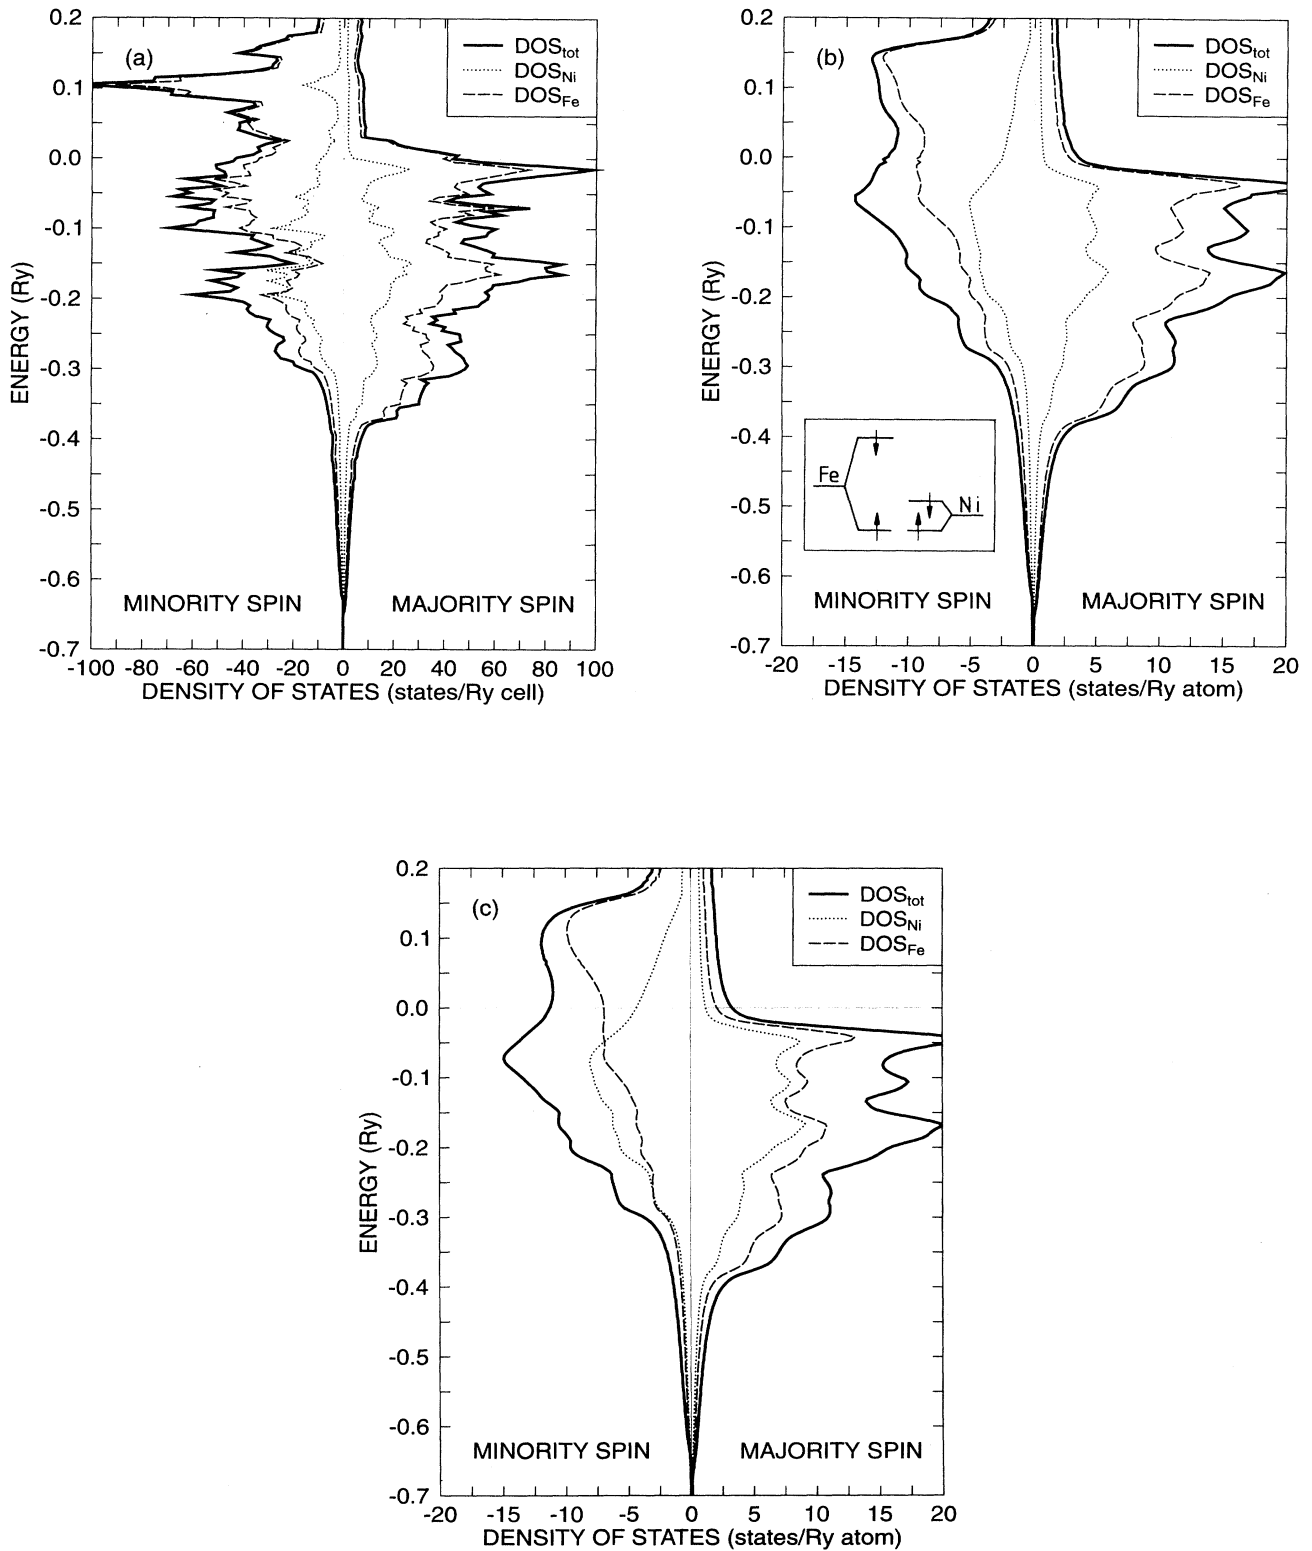 (a)
DOStot
DOSNi
DOSFe
ENERGY (Ry)
0.2
0.1
0.0
-0.1
-0.2
-0.3
-0.4
-0.5
-0.6
-0.7
MINORITY SPIN MAJORITY SPIN
-100 -80 -60 -40 -20 0 20 40 60 80 100
DENSITY OF STATES (states/Ry cell)
(b)
DOStot
DOSNi
DOSFe
ENERGY (Ry)
0.2
0.1
0.0
-0.1
-0.2
-0.3
-0.4
-0.5
-0.6
-0.7
Fe
Ni
MINORITY SPIN MAJORITY SPIN
-20 -15 -10 -5 0 5 10 15 20
DENSITY OF STATES (states/Ry atom)
(c)
DOStot
DOSNi
DOSFe
ENERGY (Ry)
0.2
0.1
0.0
-0.1
-0.2
-0.3
-0.4
-0.5
-0.6
-0.7
MINORITY SPIN MAJORITY SPIN
-20 -15 -10 -5 0 5 10 15 20
DENSITY OF STATES (states/Ry atom)